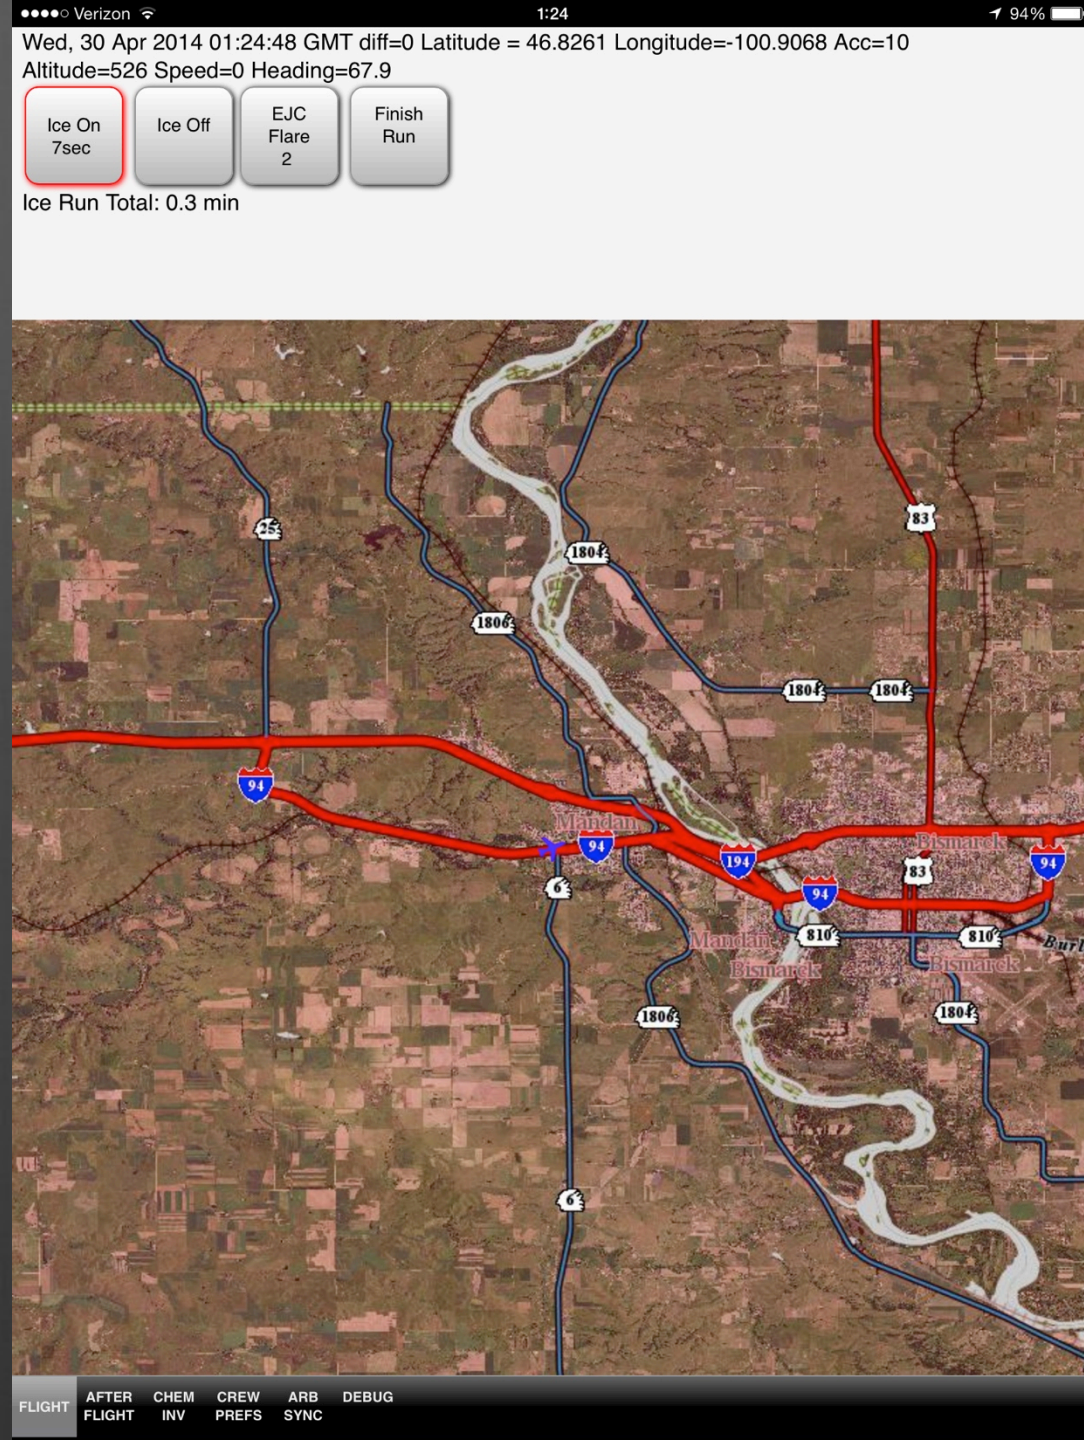 Verizon 1:24 94%
Wed, 30 Apr 2014 01:24:48 GMT diff=0 Latitude = 46.8261 Longitude=-100.9068 Acc=10
Altitude=526 Speed=0 Heading=67.9
Ice On
7sec
Ice Off
EJC
Flare
2
Finish
Run
Ice Run Total: 0.3 min
83
25
1804
1806
1804
1804
94
Mandan
94
Bismarck
194
94
83
6
94
810
810
Mandan
Burl
Bismarck
Bismarck
1806
1804
6
FLIGHT
AFTER
FLIGHT
CHEM
INV
CREW
PREFS
ARB
SYNC
DEBUG